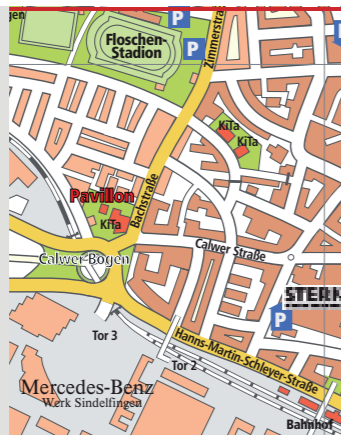 gen
P
Floschen-
Stadion
P
Zimmerstra
KiTa
KiTa
Pavillon
KiTa
Bachstraße
Calwer Straße
Calwer-Bogen
STERN
P
Tor 3
Hanns-Martin-Schleyer-Straße
Tor 2
Mercedes-Benz
Werk Sindelfingen
Bahnhof